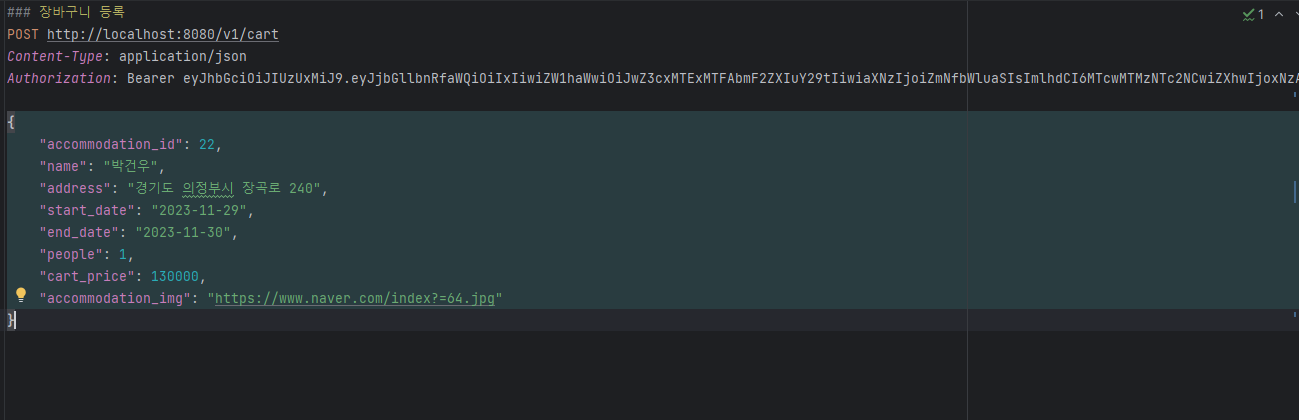 ### 장바구니 등록
POST http://localhost:8080/v1/cart
Content-Type: application/json
Authorization: Bearer eyJhbGciOiJIUzUxMiJ9.eyJjbGllbnRfaWQiOiIxIiwiZW1haWwiOiJwZ3cxMTExMTFAbmF2ZXIuY29tIiwiaXNzIjoiZmNfbWluaSIsImlhdCI6MTcwMTMzNTc2NCwiZXhwIjoxNzA
{
"accommodation_id": 22,
"name": "박건우",
"address": "경기도 의정부시 장곡로 240",
"start_date": "2023-11-29",
"end_date": "2023-11-30",
"people": 1,
"cart_price": 130000,
"accommodation_img": "https://www.naver.com/index?=64.jpg"
}
1